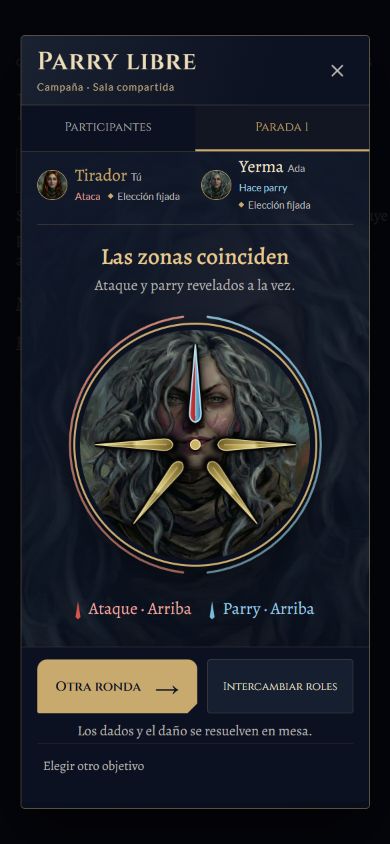 Parry libre
Campaña · Sala compartida
Participantes
Parada 1
Tirador Tú
Ataca ◆ Elección fijada
Yerma Ada
Hace parry
◆ Elección fijada
Las zonas coinciden
Ataque y parry revelados a la vez.
Ataque · Arriba
Parry · Arriba
Otra ronda →
Intercambiar roles
Los dados y el daño se resuelven en mesa.
Elegir otro objetivo